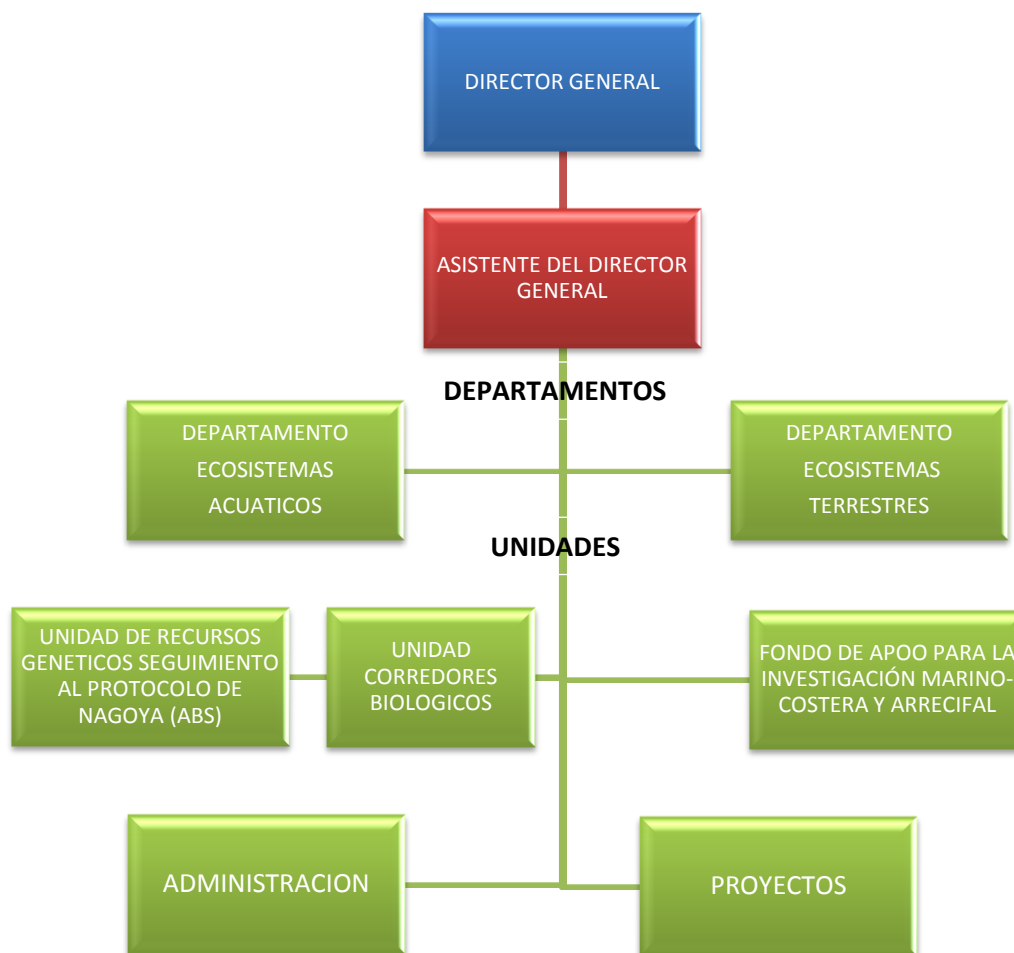 DIRECTOR GENERAL
ASISTENTE DEL DIRECTOR
GENERAL
DEPARTAMENTOS
DEPARTAMENTO
ECOSISTEMAS
ACUATICOS
DEPARTAMENTO
ECOSISTEMAS
TERRESTRES
UNIDADES
UNIDAD DE RECURSOS
GENETICOS SEGUIMIENTO
AL PROTOCOLO DE
NAGOYA (ABS)
UNIDAD
CORREDORES
BIOLOGICOS
FONDO DE APOO PARA LA
INVESTIGACIÓN MARINO-
COSTERA Y ARRECIFAL
ADMINISTRACION
PROYECTOS